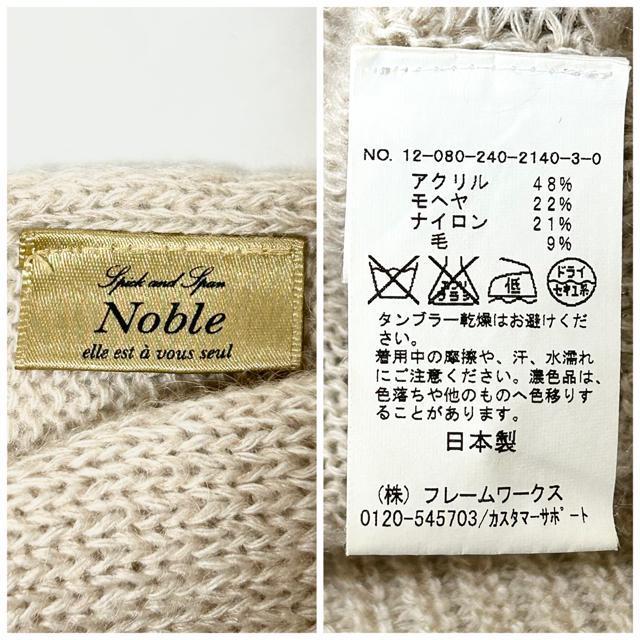 Spick and Span
Noble
elle est à vous seul
NO. 12-080-240-2140-3-0
アクリル 48%
モヘヤ 22%
ナイロン 21%
毛 9%
エンソ サラシ 低 ドライ セキユ系
タンブラー乾燥はお避けくだ
さい。
着用中の摩擦や、汗、水濡れ
にご注意ください。濃色品は、
色落ちや他のものへ色移りす
ることがあります。
日本製
(株) フレームワークス
0120-545703/カスタマーサポート